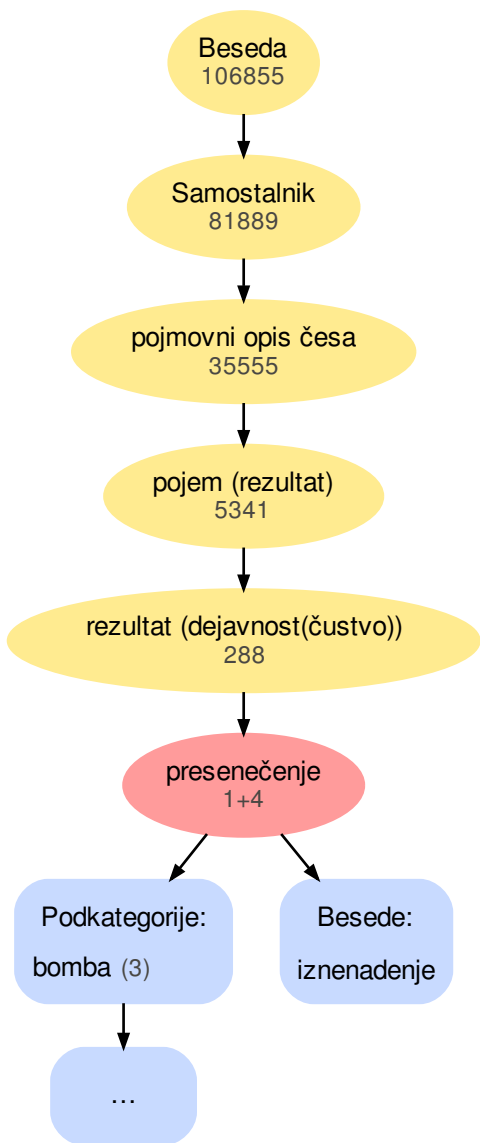 Beseda
106855
Samostalnik
81889
pojmovni opis česa
35555
pojem (rezultat)
5341
rezultat (dejavnost(čustvo))
288
presenečenje
1+4
Podkategorije:
bomba (3)
Besede:
iznenadenje
…